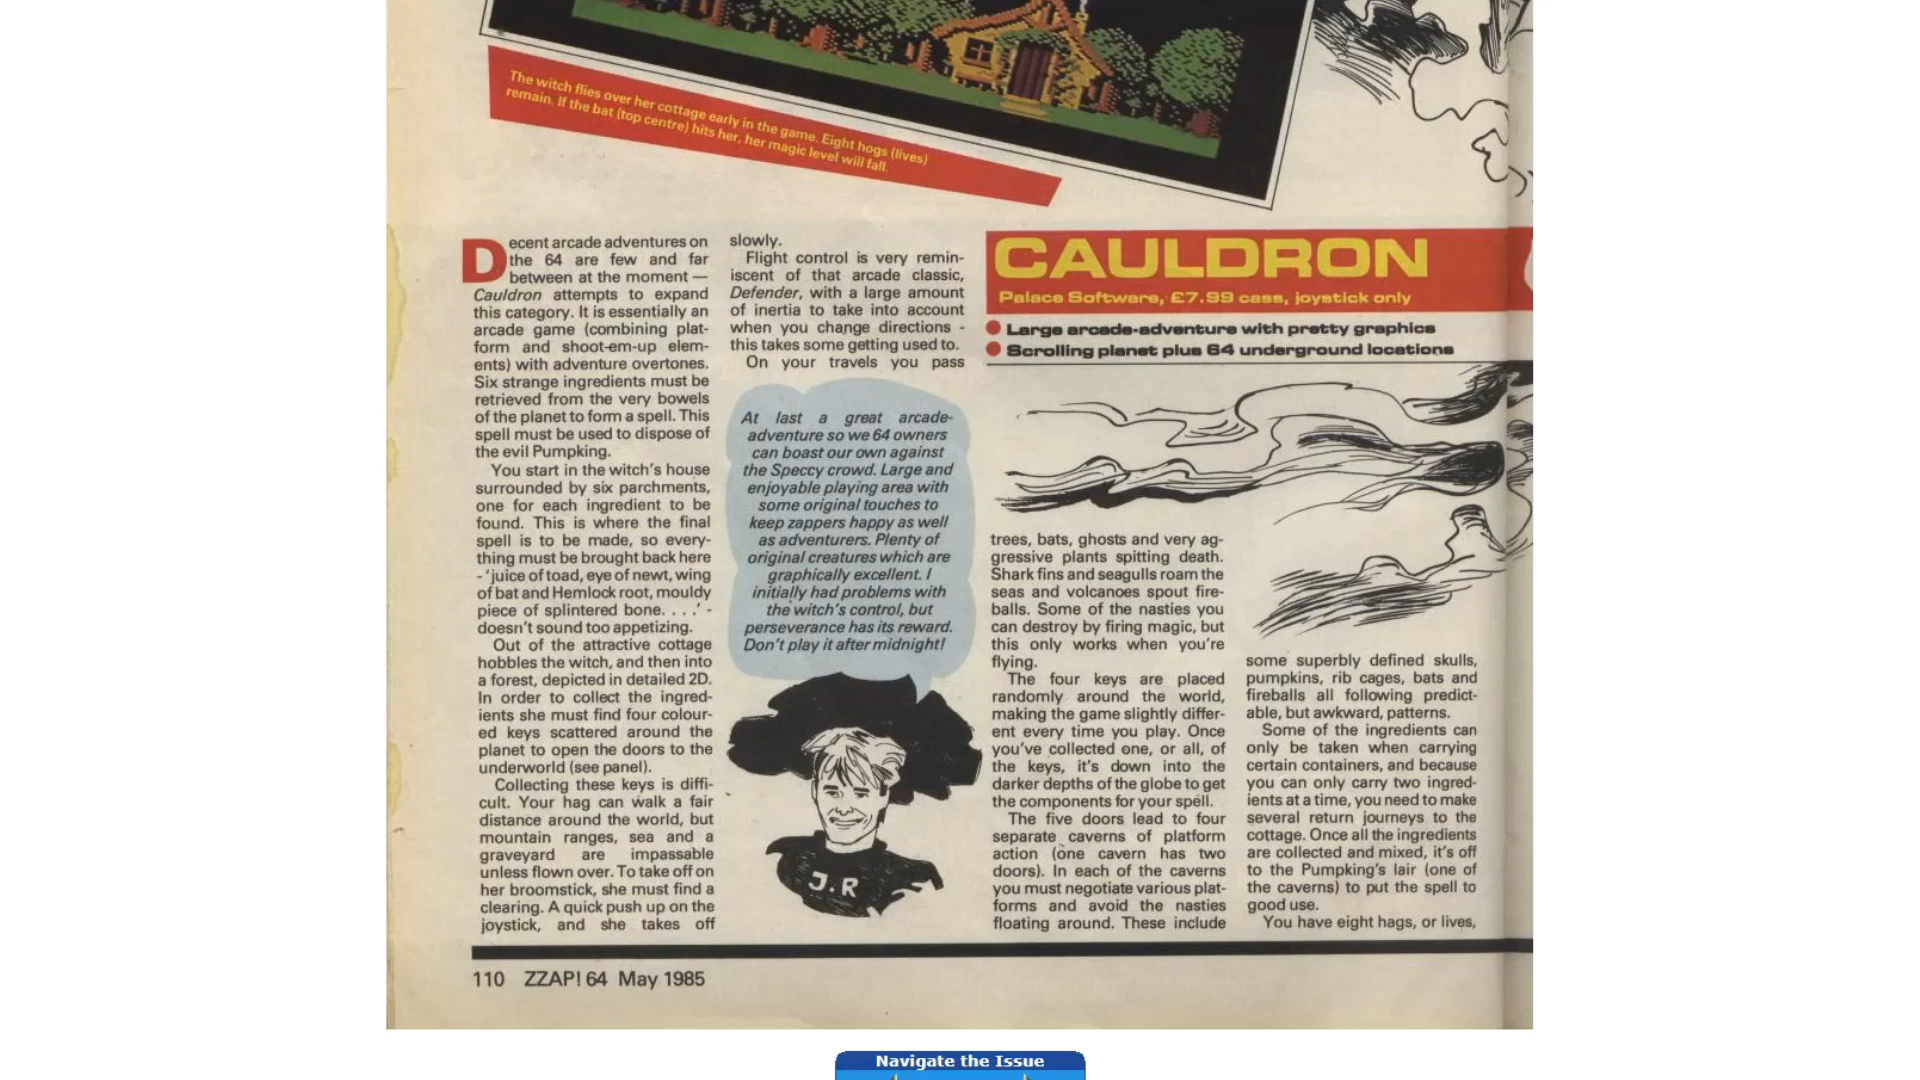 The witch flies over her cottage early in the game. Eight hogs (lives)
remain. If the bat (top centre) hits her, her magic level will fall.
Decent arcade adventures on
the 64 are few and far
between at the moment —
Cauldron attempts to expand
this category. It is essentially an
arcade game (combining plat-
form and shoot-em-up elem-
ents) with adventure overtones.
Six strange ingredients must be
retrieved from the very bowels
of the planet to form a spell. This
spell must be used to dispose of
the evil Pumpking.
You start in the witch's house
surrounded by six parchments,
one for each ingredient to be
found. This is where the final
spell is to be made, so every-
thing must be brought back here
- 'juice of toad, eye of newt, wing
of bat and Hemlock root, mouldy
piece of splintered bone. . . .' -
doesn't sound too appetizing.
Out of the attractive cottage
hobbles the witch, and then into
a forest, depicted in detailed 2D.
In order to collect the ingred-
ients she must find four colour-
ed keys scattered around the
planet to open the doors to the
underworld (see panel).
Collecting these keys is diffi-
cult. Your hag can walk a fair
distance around the world, but
mountain ranges, sea and a
graveyard are impassable
unless flown over. To take off on
her broomstick, she must find a
clearing. A quick push up on the
joystick, and she takes off
slowly.
Flight control is very remin-
iscent of that arcade classic,
Defender, with a large amount
of inertia to take into account
when you change directions -
this takes some getting used to.
On your travels you pass
At last a great arcade-
adventure so we 64 owners
can boast our own against
the Speccy crowd. Large and
enjoyable playing area with
some original touches to
keep zappers happy as well
as adventurers. Plenty of
original creatures which are
graphically excellent. I
initially had problems with
the witch's control, but
perseverance has its reward.
Don't play it after midnight!
J.R
CAULDRON
Palace Software, £7.99 cass, joystick only
● Large arcade-adventure with pretty graphics
● Scrolling planet plus 64 underground locations
trees, bats, ghosts and very ag-
gressive plants spitting death.
Shark fins and seagulls roam the
seas and volcanoes spout fire-
balls. Some of the nasties you
can destroy by firing magic, but
this only works when you're
flying.
The four keys are placed
randomly around the world,
making the game slightly differ-
ent every time you play. Once
you've collected one, or all, of
the keys, it's down into the
darker depths of the globe to get
the components for your spell.
The five doors lead to four
separate caverns of platform
action (one cavern has two
doors). In each of the caverns
you must negotiate various plat-
forms and avoid the nasties
floating around. These include
some superbly defined skulls,
pumpkins, rib cages, bats and
fireballs all following predict-
able, but awkward, patterns.
Some of the ingredients can
only be taken when carrying
certain containers, and because
you can only carry two ingred-
ients at a time, you need to make
several return journeys to the
cottage. Once all the ingredients
are collected and mixed, it's off
to the Pumpking's lair (one of
the caverns) to put the spell to
good use.
You have eight hags, or lives,
110 ZZAP! 64 May 1985
Navigate the Issue